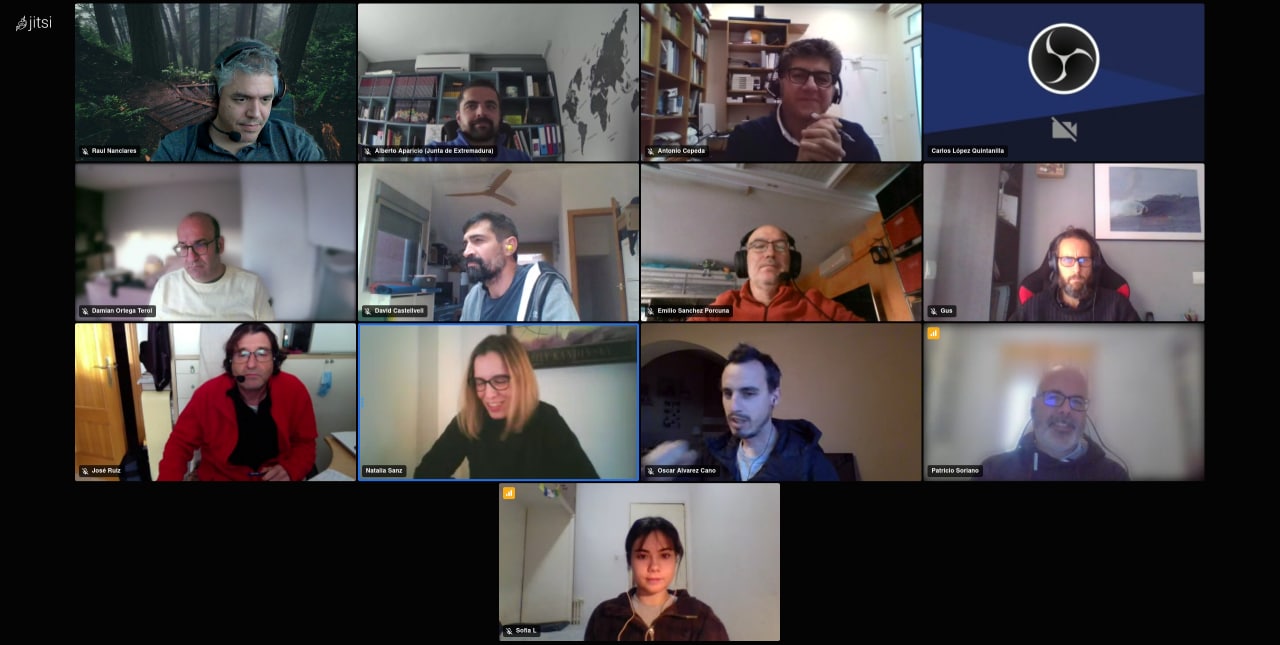 jitsi
Raul Nanclares
Alberto Aparicio (Junta de Extremadura)
Antonio Cepeda
Carlos López Quintanilla
Damian Ortega Terol
David Castellvell
Emilio Sanchez Porcuna
Gus
José Ruiz
Natalia Sanz
Oscar Alvarez Cano
Patricio Soriano
Sofia L